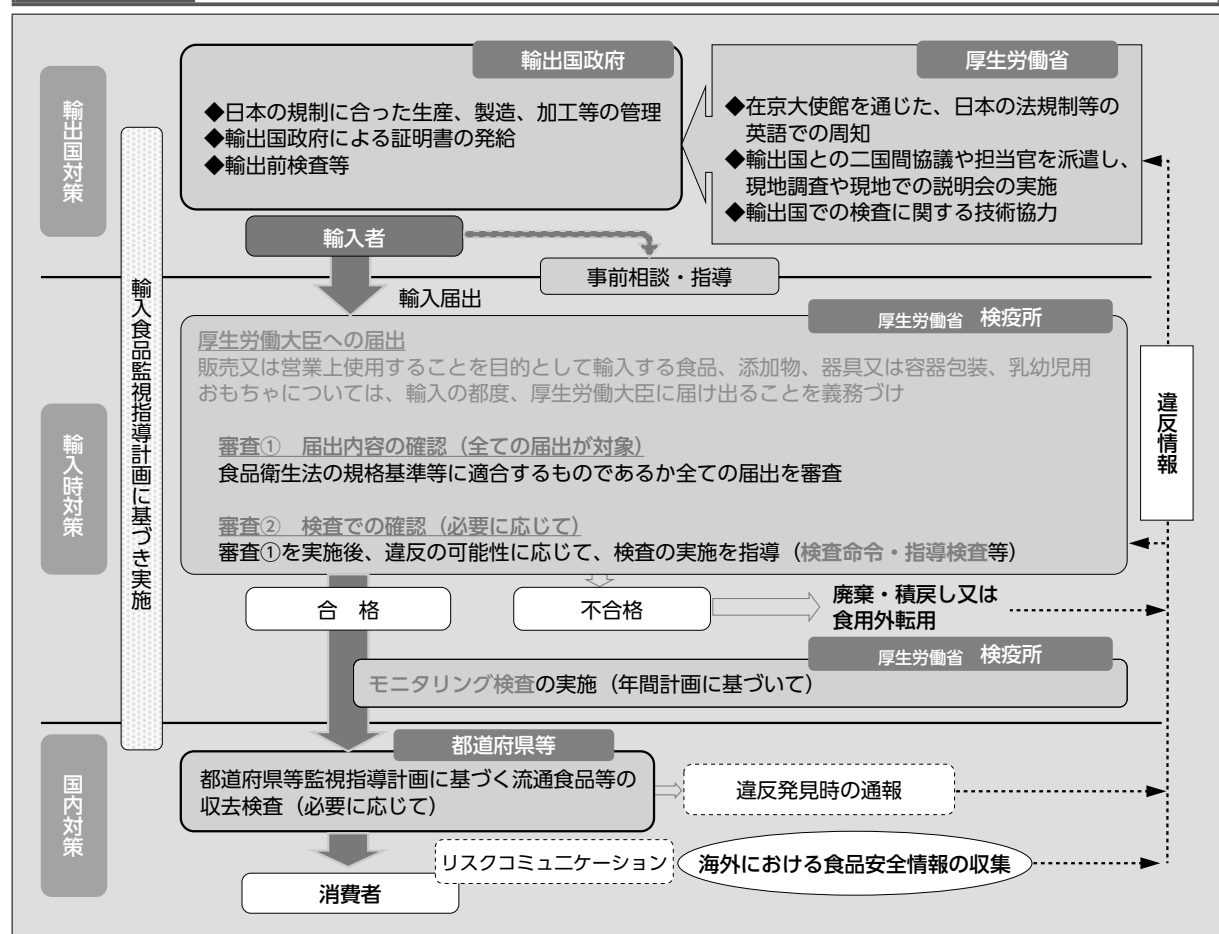 輸出国対策
輸入食品監視指導計画に基づき実施
輸出国政府
◆日本の規制に合った生産、製造、加工等の管理
◆輸出国政府による証明書の発給
◆輸出前検査等
厚生労働省
◆在京大使館を通じた、日本の法規制等の
英語での周知
◆輸出国との二国間協議や担当官を派遣し、
現地調査や現地での説明会の実施
◆輸出国での検査に関する技術協力
輸入者
事前相談・指導
輸入届出
輸入時対策
厚生労働省 検疫所
厚生労働大臣への届出
販売又は営業上使用することを目的として輸入する食品、添加物、器具又は容器包装、乳幼児用
おもちゃについては、輸入の都度、厚生労働大臣に届け出ることを義務づけ
審査① 届出内容の確認（全ての届出が対象）
食品衛生法の規格基準等に適合するものであるか全ての届出を審査
審査② 検査での確認（必要に応じて）
審査①を実施後、違反の可能性に応じて、検査の実施を指導（検査命令・指導検査等）
違反情報
合　格
不合格
廃棄・積戻し又は
食用外転用
厚生労働省 検疫所
モニタリング検査の実施（年間計画に基づいて）
国内対策
都道府県等
都道府県等監視指導計画に基づく流通食品等の
収去検査（必要に応じて）
違反発見時の通報
リスクコミュニケーション
海外における食品安全情報の収集
消費者